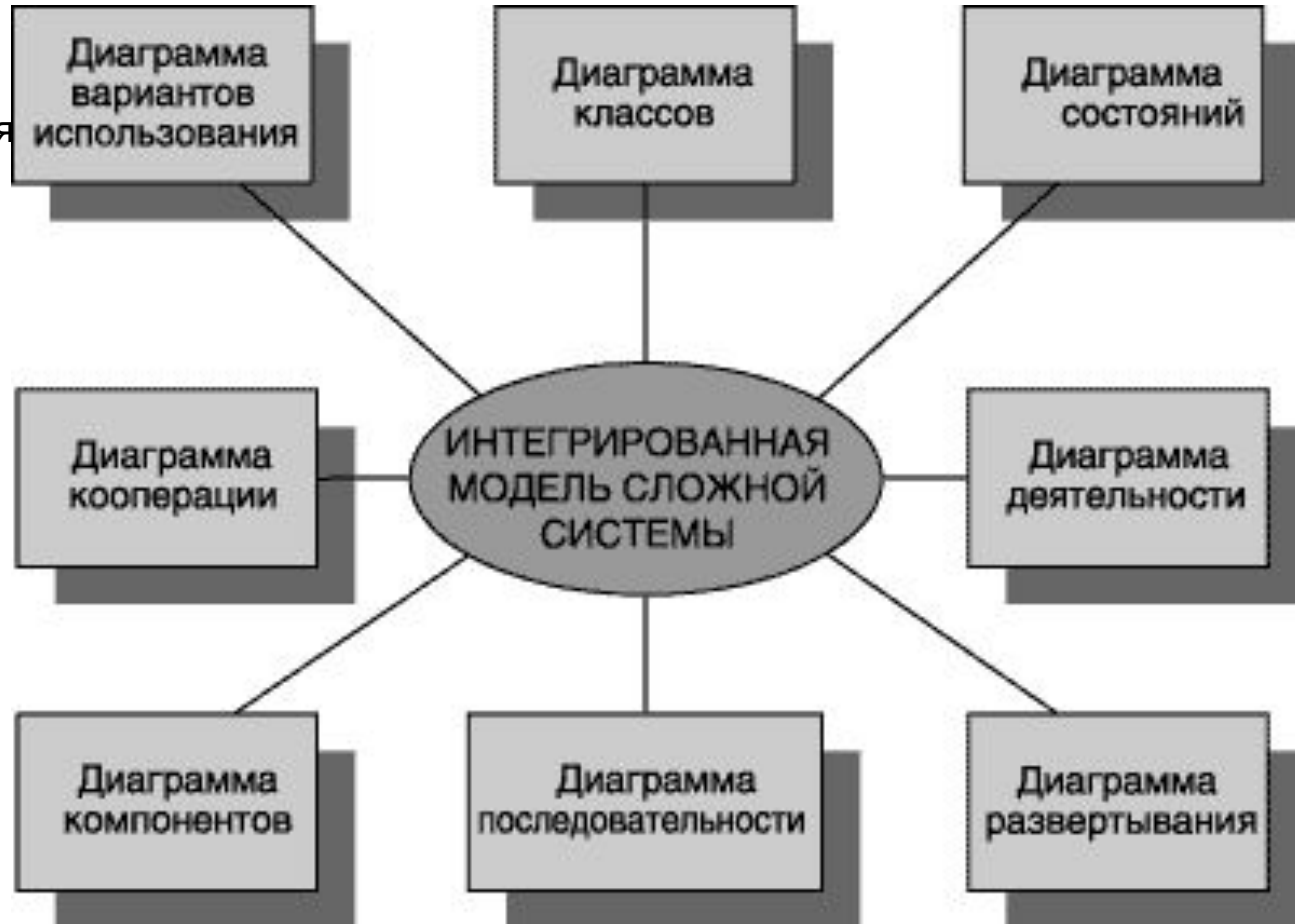 Диаграмма
вариантов
использования
Диаграмма
классов
Диаграмма
состояний
я
Диаграмма
кооперации
ИНТЕГРИРОВАННАЯ
МОДЕЛЬ СЛОЖНОЙ
СИСТЕМЫ
Диаграмма
деятельности
Диаграмма
компонентов
Диаграмма
последовательности
Диаграмма
развертывания